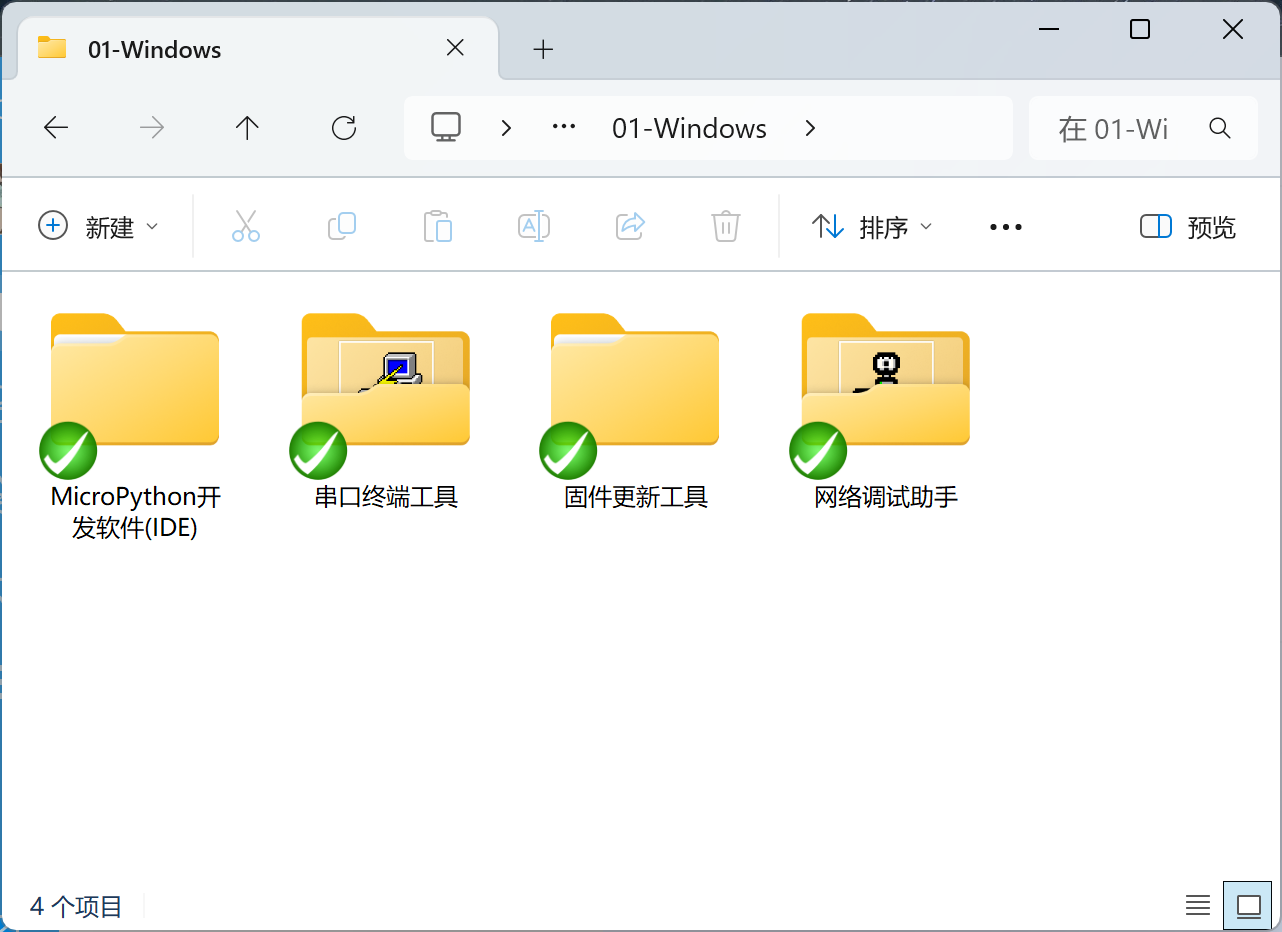 01-Windows
01-Windows
在 01-Wi
新建
排序
预览
MicroPython开
发软件(IDE)
串口终端工具
固件更新工具
网络调试助手
4 个项目